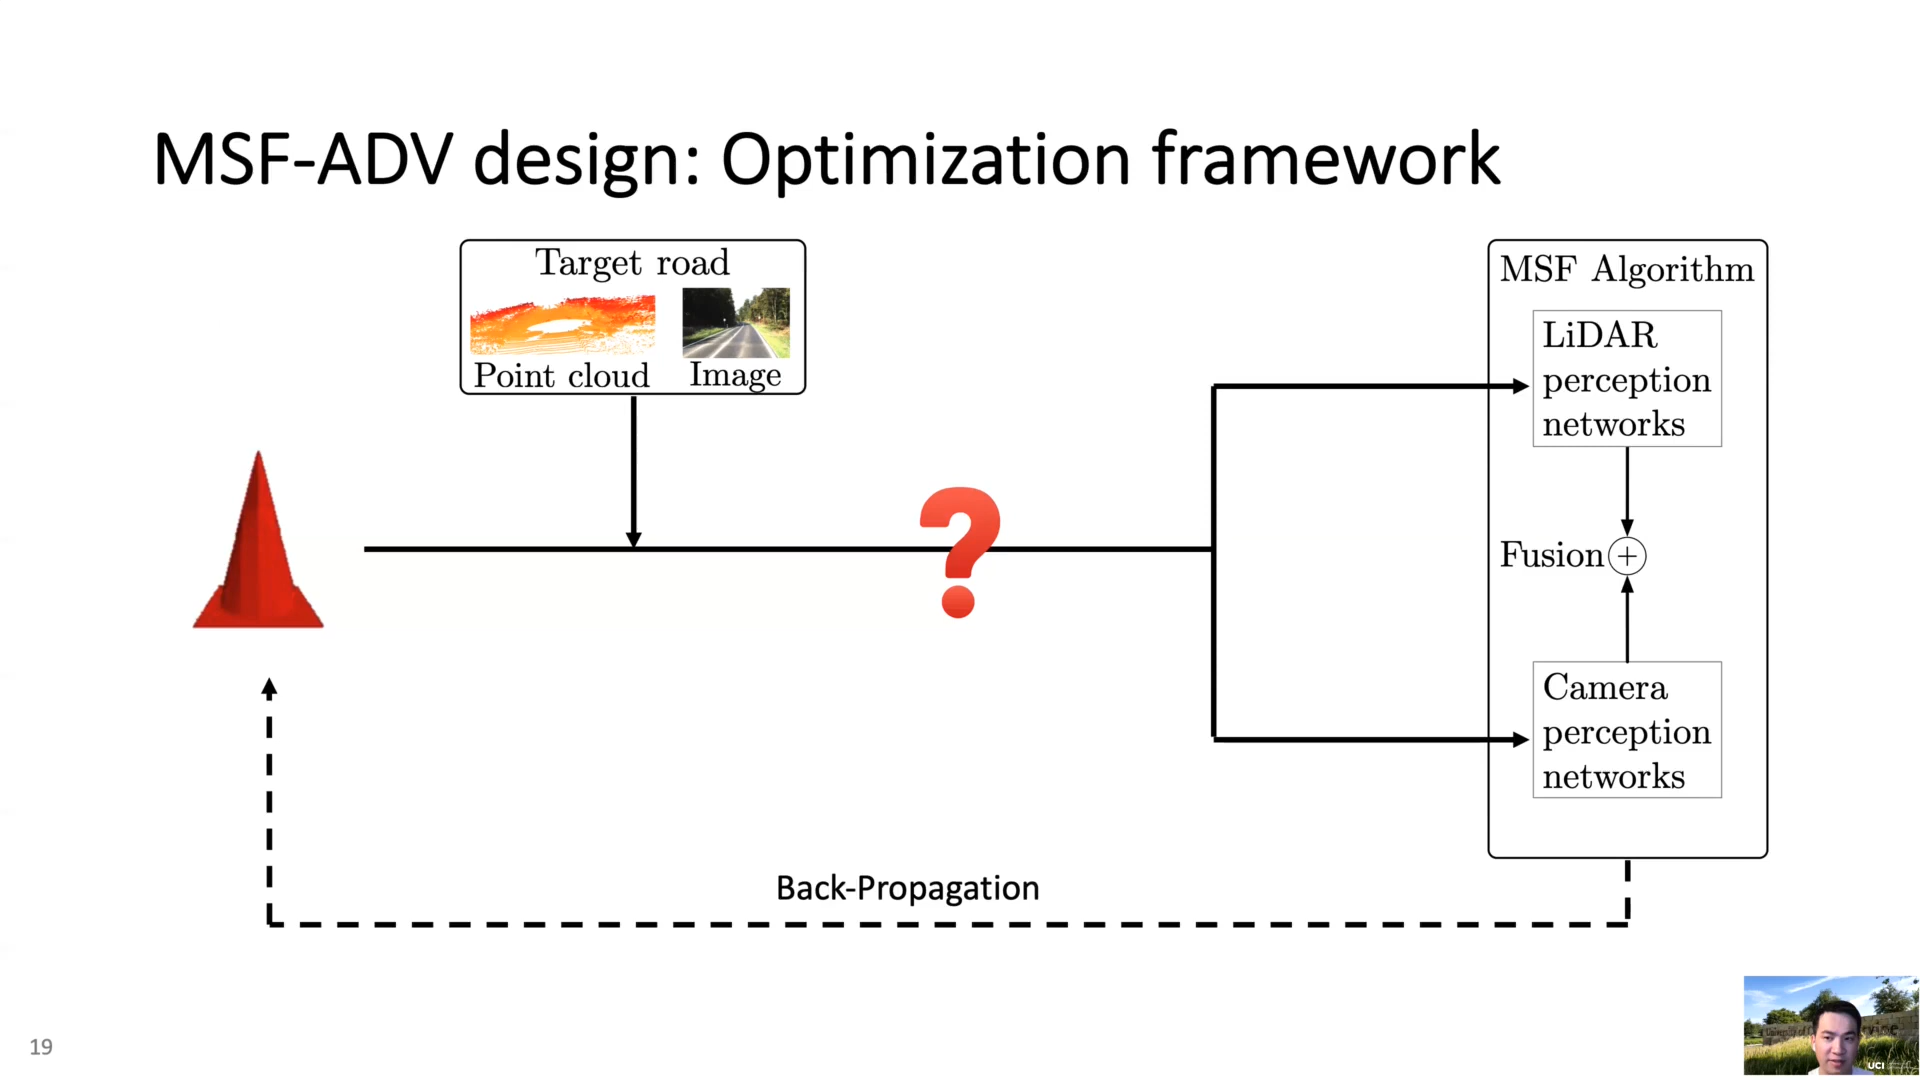 MSF-ADV design: Optimization framework
Target road
Point cloud
Image
MSF Algorithm
LiDAR
perception
networks
Fusion +
Camera
perception
networks
Back-Propagation
19
UCI